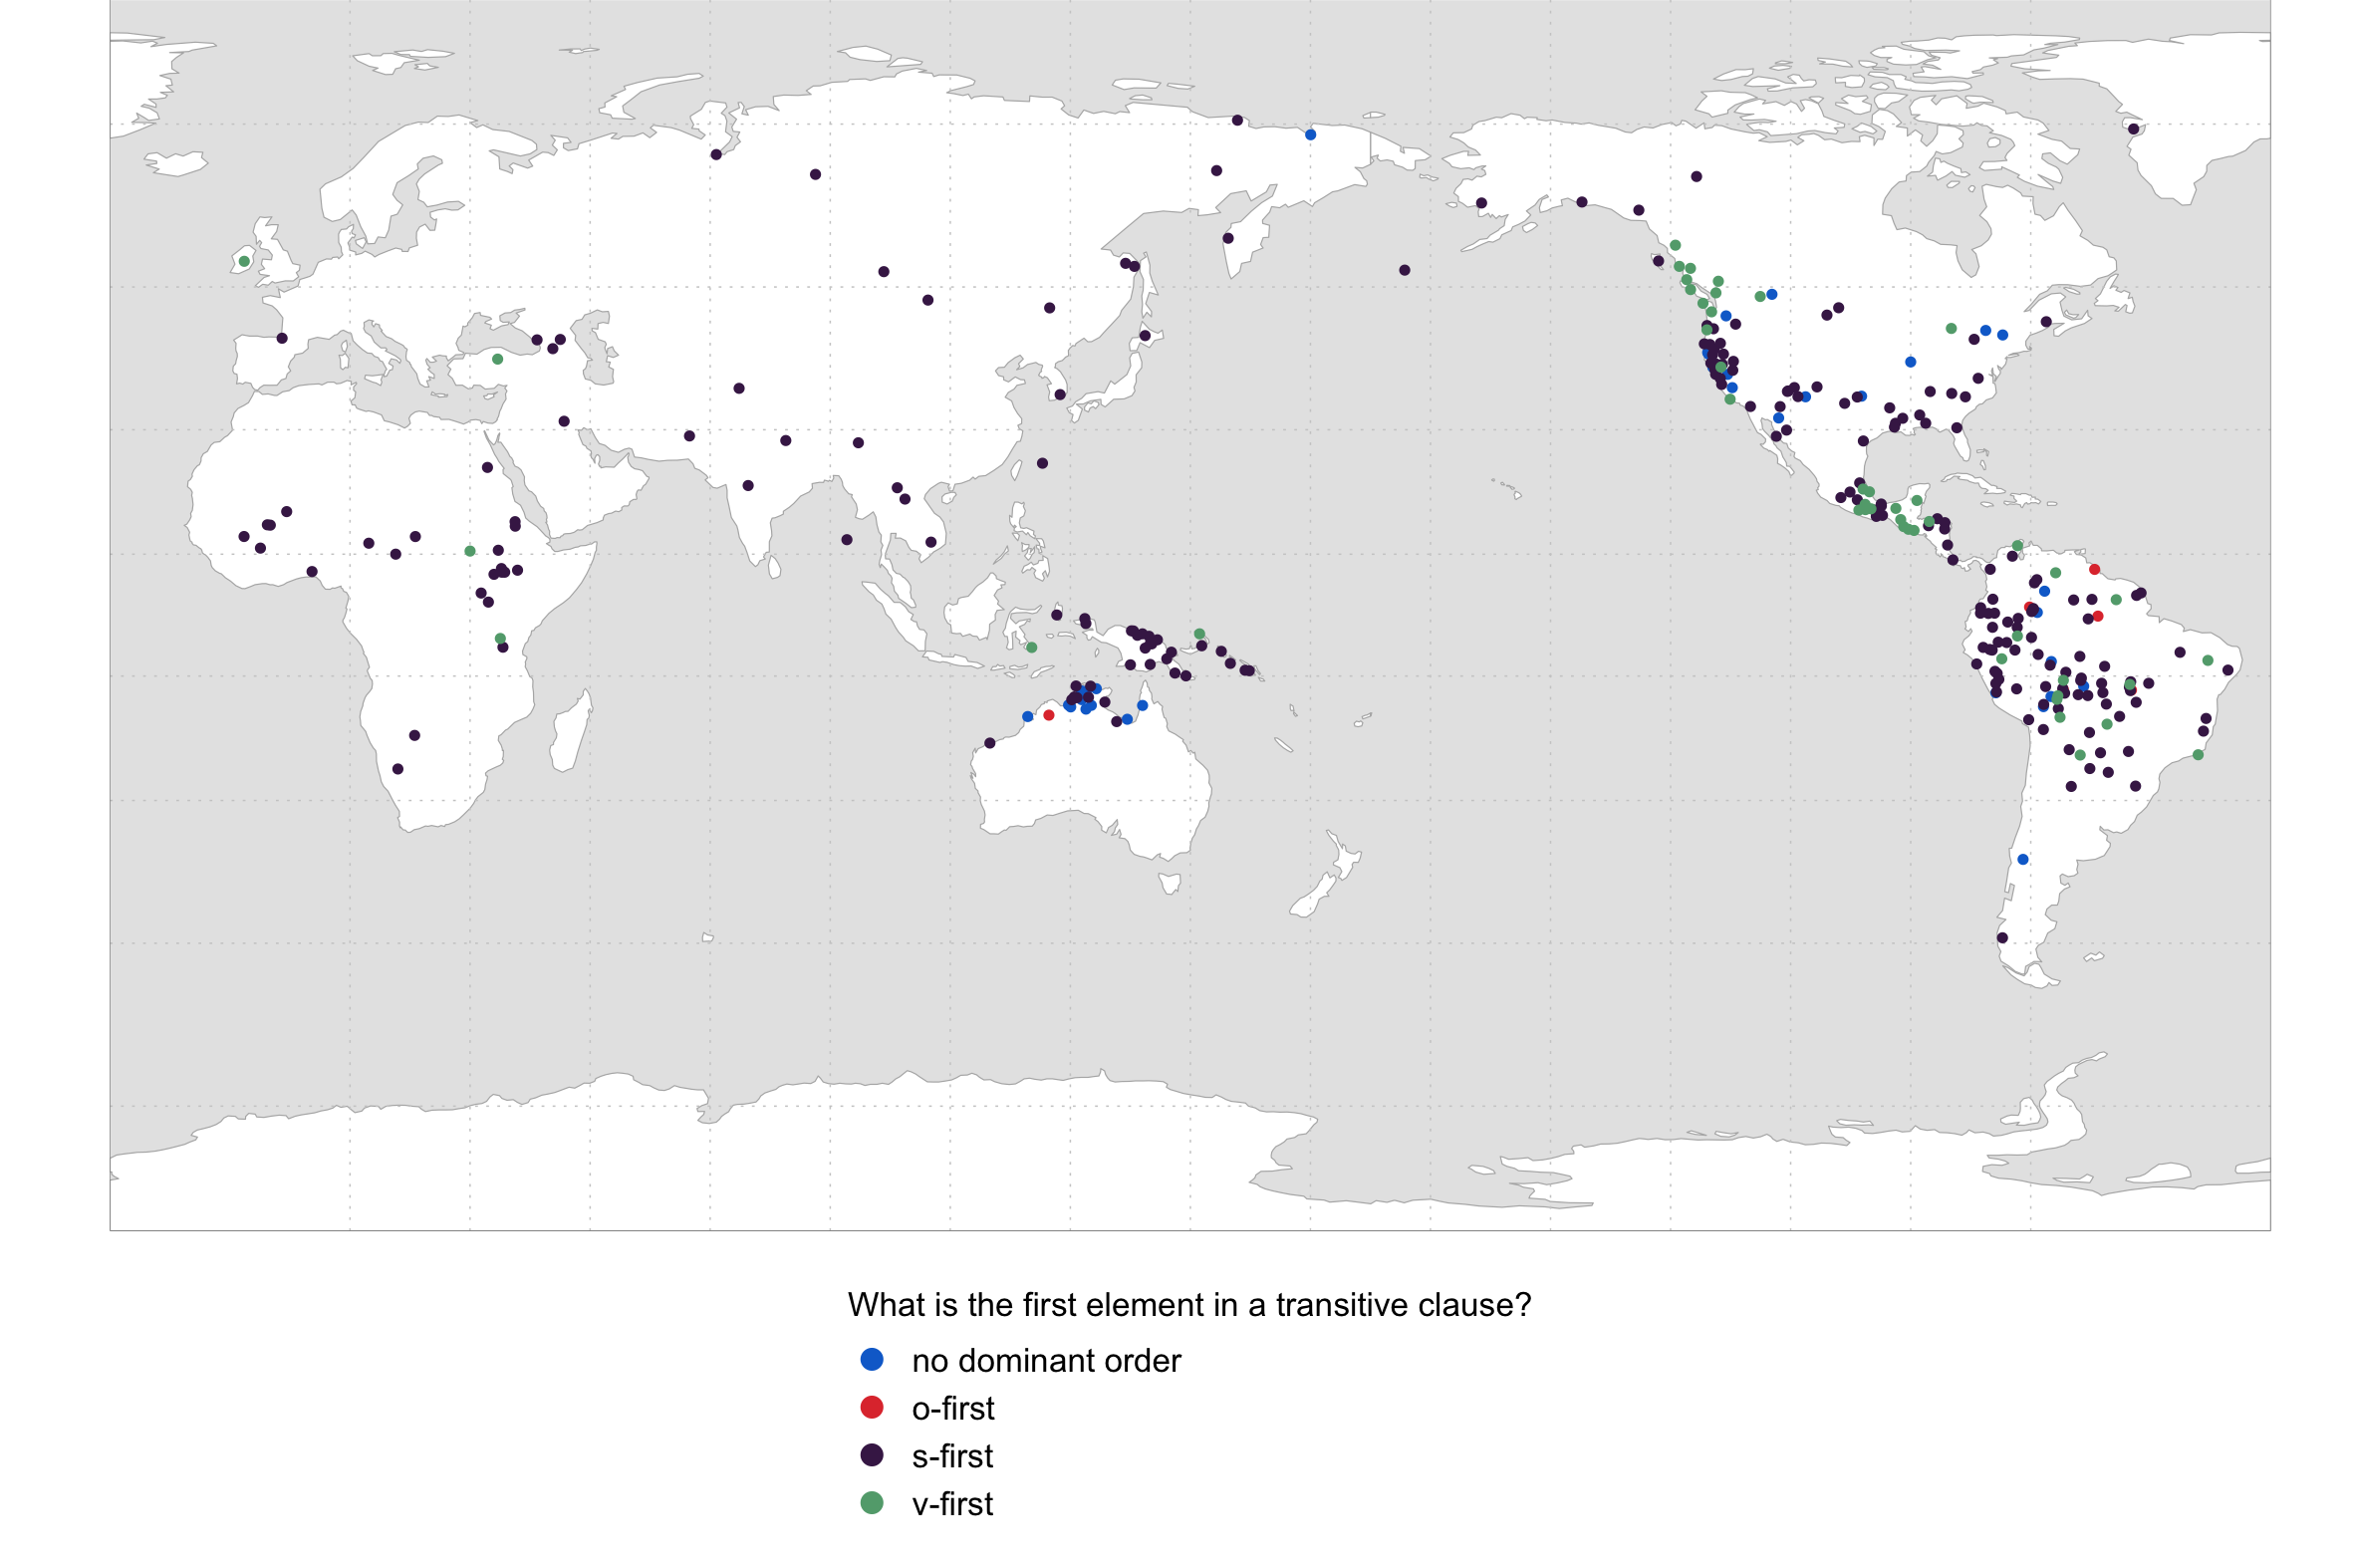 What is the first element in a transitive clause?
no dominant order
o-first
s-first
v-first